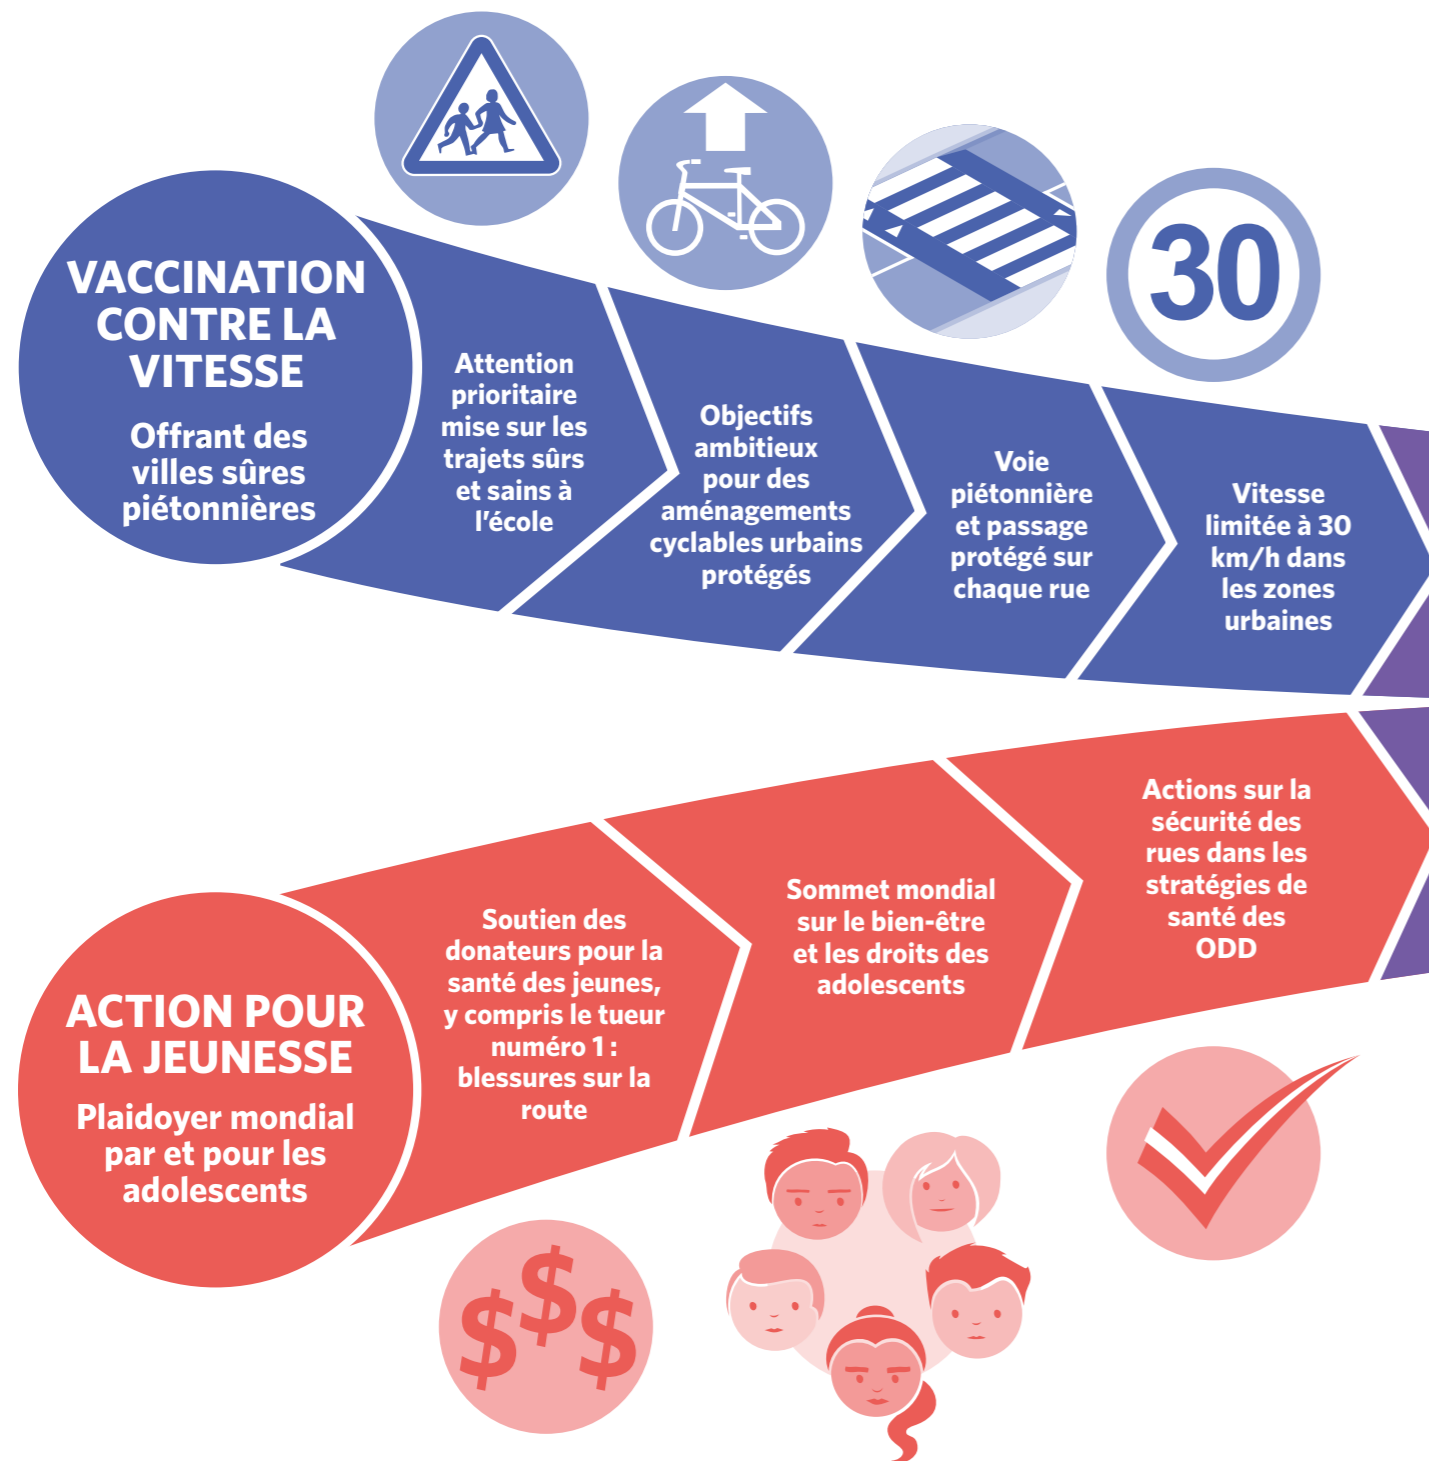 VACCINATION
CONTRE LA
VITESSE
Offrant des
villes sûres
piétonnières
Attention
prioritaire
mise sur les
trajets sûrs
et sains à
l’école
Objectifs
ambitieux
pour des
aménagements
cyclables urbains
protégés
Voie
piétonnière
et passage
protégé sur
chaque rue
30
Vitesse
limitée à 30
km/h dans
les zones
urbaines
ACTION POUR
LA JEUNESSE
Plaidoyer mondial
par et pour les
adolescents
Soutien des
donateurs pour la
santé des jeunes,
y compris le tueur
numéro 1 :
blessures sur la
route
$$$
Sommet mondial
sur le bien-être
et les droits des
adolescents
Actions sur la
sécurité des
rues dans les
stratégies de
santé des
ODD